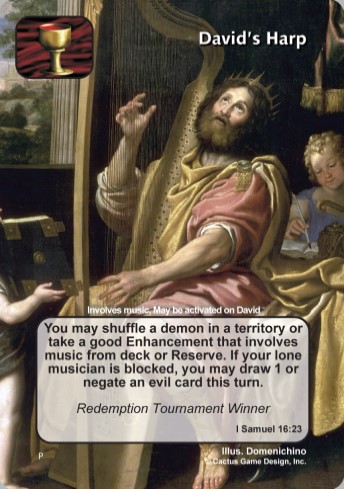 David's Harp
Involves music, May be activated on David
You may shuffle a demon in a territory or
take a good Enhancement that involves
music from deck or Reserve. If your lone
musician is blocked, you may draw 1 or
negate an evil card this turn.
Redemption Tournament Winner
I Samuel 16:23
P
Illus. Domenichino
© Cactus Game Design, Inc.